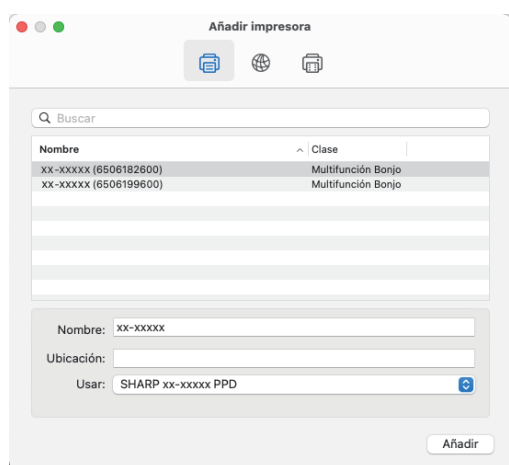 Añadir impresora
Buscar
Nombre Clase
xx-xxxxx (6506182600) Multifunción Bonjo
xx-xxxxx (6506199600) Multifunción Bonjo
Nombre: xx-xxxxx
Ubicación:
Usar: SHARP xx-xxxxx PPD
Añadir